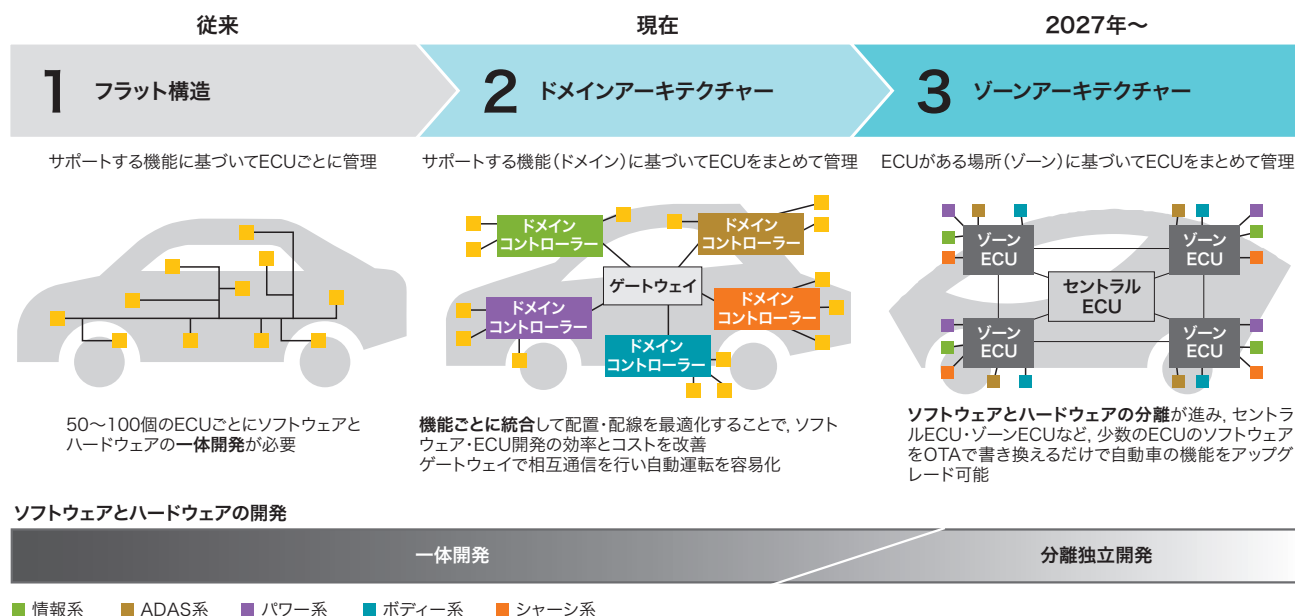 従来
現在
2027年～
1 フラット構造
2 ドメインアーキテクチャー
3 ゾーンアーキテクチャー
サポートする機能に基づいてECUごとに管理
サポートする機能(ドメイン)に基づいてECUをまとめて管理
ECUがある場所(ゾーン)に基づいてECUをまとめて管理
ドメイン
コントローラー
ドメイン
コントローラー
ゲートウェイ
ドメイン
コントローラー
ドメイン
コントローラー
ドメイン
コントローラー
ゾーン
ECU
ゾーン
ECU
セントラル
ECU
ゾーン
ECU
ゾーン
ECU
50～100個のECUごとにソフトウェアと
ハードウェアの一体開発が必要
機能ごとに統合して配置・配線を最適化することで, ソフト
ウェア・ECU開発の効率とコストを改善
ゲートウェイで相互通信を行い自動運転を容易化
ソフトウェアとハードウェアの分離が進み, セントラ
ルECU・ゾーンECUなど, 少数のECUのソフトウェア
をOTAで書き換えるだけで自動車の機能をアップグ
レード可能
ソフトウェアとハードウェアの開発
一体開発
分離独立開発
情報系 ADAS系 パワー系 ボディー系 シャーシ系